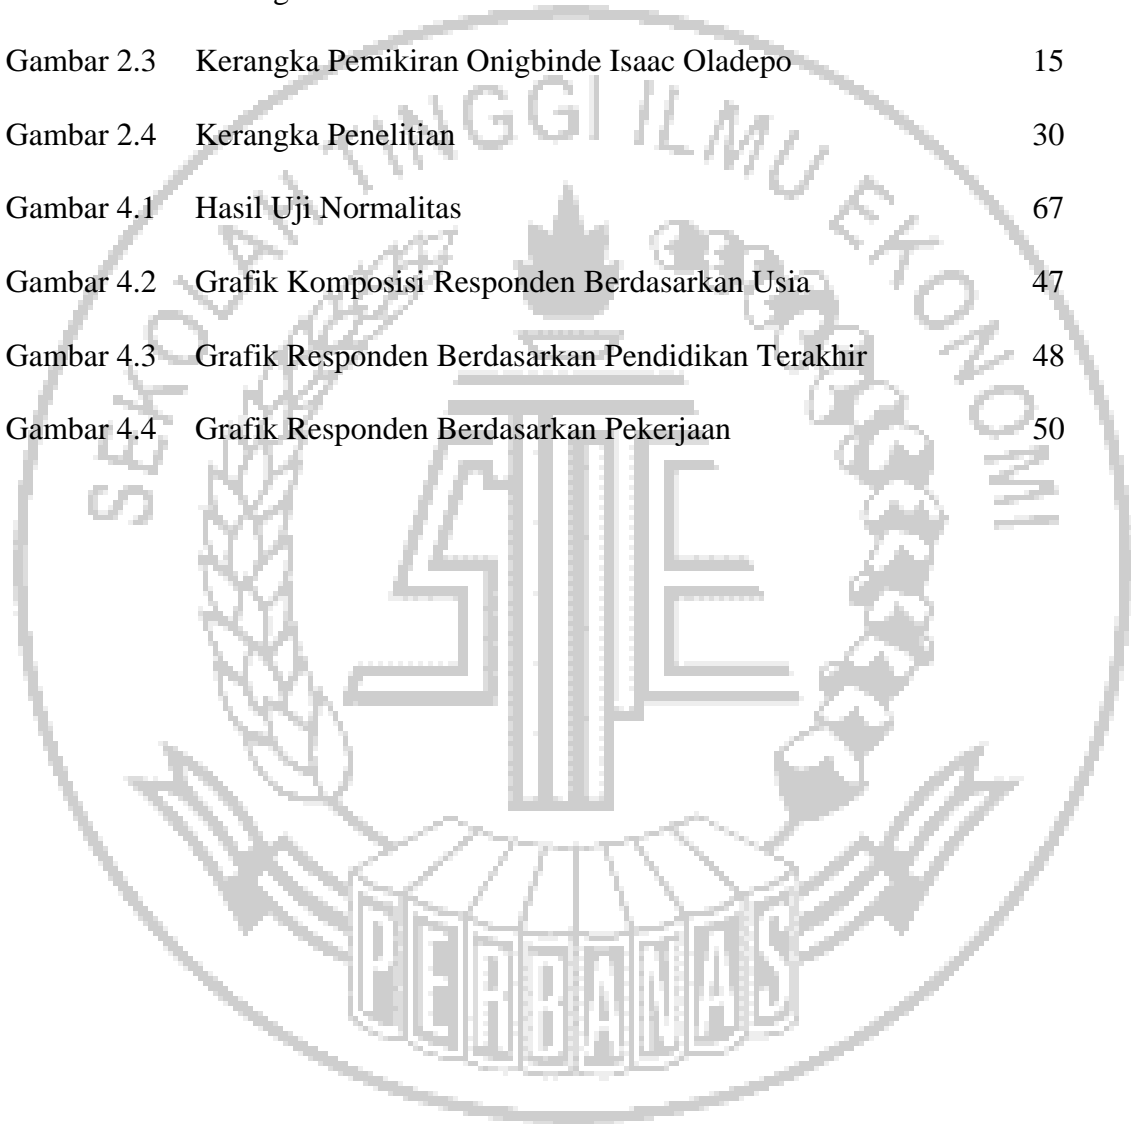 Gambar 2.3 Kerangka Pemikiran Onigbinde Isaac Oladepo 15
Gambar 2.4 Kerangka Penelitian 30
Gambar 4.1 Hasil Uji Normalitas 67
Gambar 4.2 Grafik Komposisi Responden Berdasarkan Usia 47
Gambar 4.3 Grafik Responden Berdasarkan Pendidikan Terakhir 48
Gambar 4.4 Grafik Responden Berdasarkan Pekerjaan 50
SEKOLAH TINGGI ILMU EKONOMI
PERBANAS